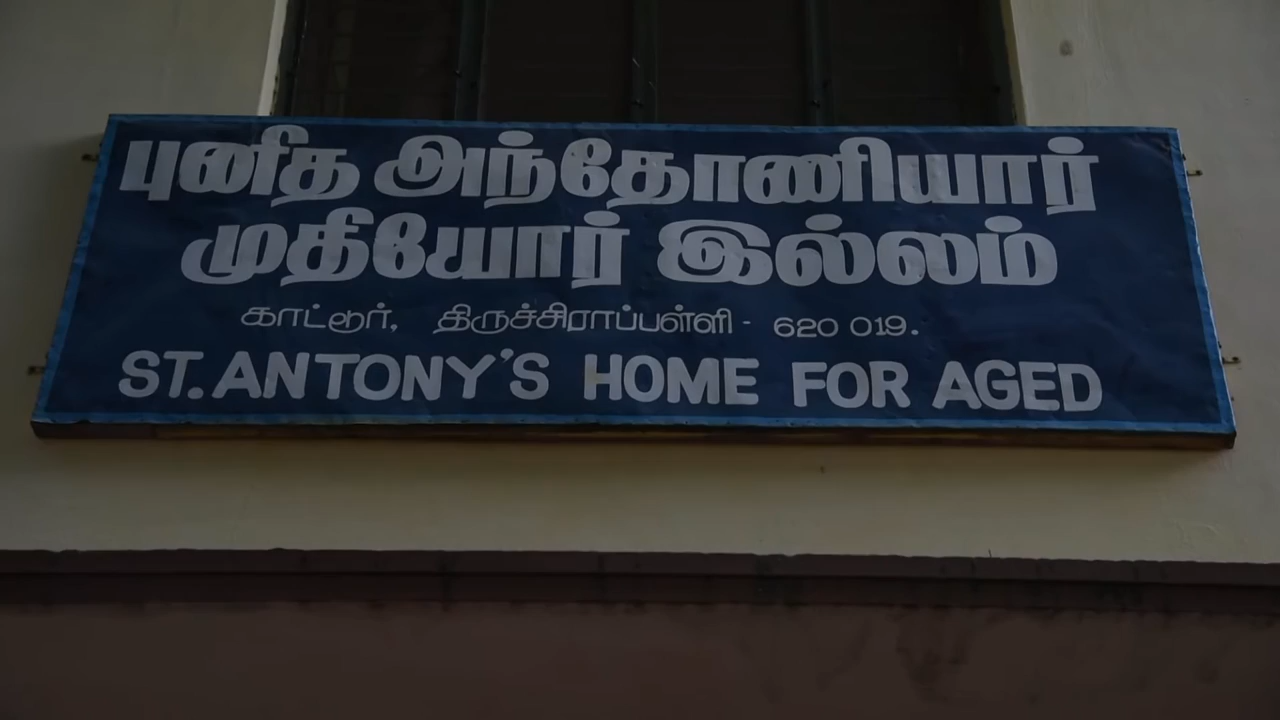 புனித அந்தோணியார்
முதியோர் இல்லம்
காட்டூர், திருச்சிராப்பள்ளி - 620 019.
ST. ANTONY'S HOME FOR AGED